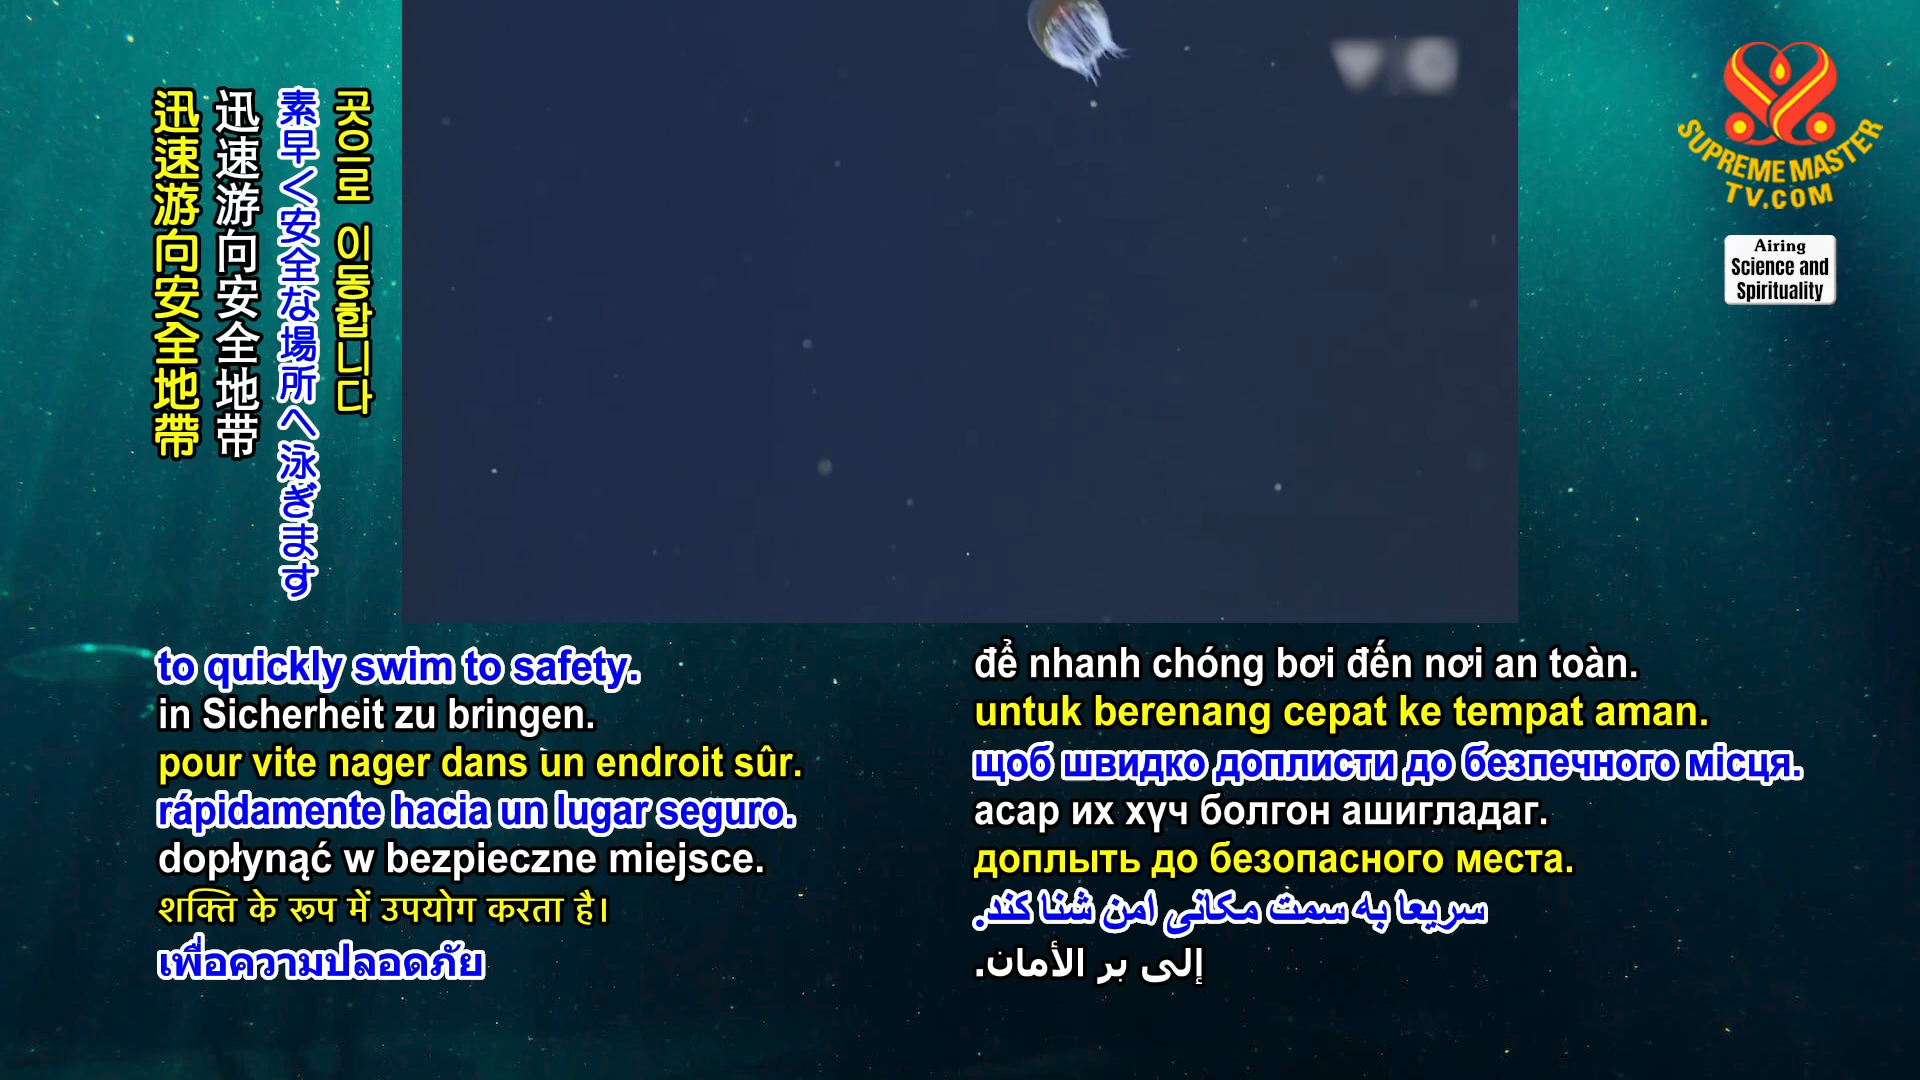 迅速游向安全地帶
迅速游向安全地带
素早く安全な場所へ泳ぎます
곳으로 이동합니다
SUPREME MASTER
TV.COM
Airing
Science and
Spirituality
to quickly swim to safety.
in Sicherheit zu bringen.
pour vite nager dans un endroit sûr.
rápidamente hacia un lugar seguro.
dopłynąć w bezpieczne miejsce.
शक्ति के रूप में उपयोग करता है।
เพื่อความปลอดภัย
để nhanh chóng bơi đến nơi an toàn.
untuk berenang cepat ke tempat aman.
щоб швидко доплисти до безпечного місця.
асар их хүч болгон ашигладаг.
доплыть до безопасного места.
سریعا به سمت مکانی امن شنا کند.
إلى بر الأمان.